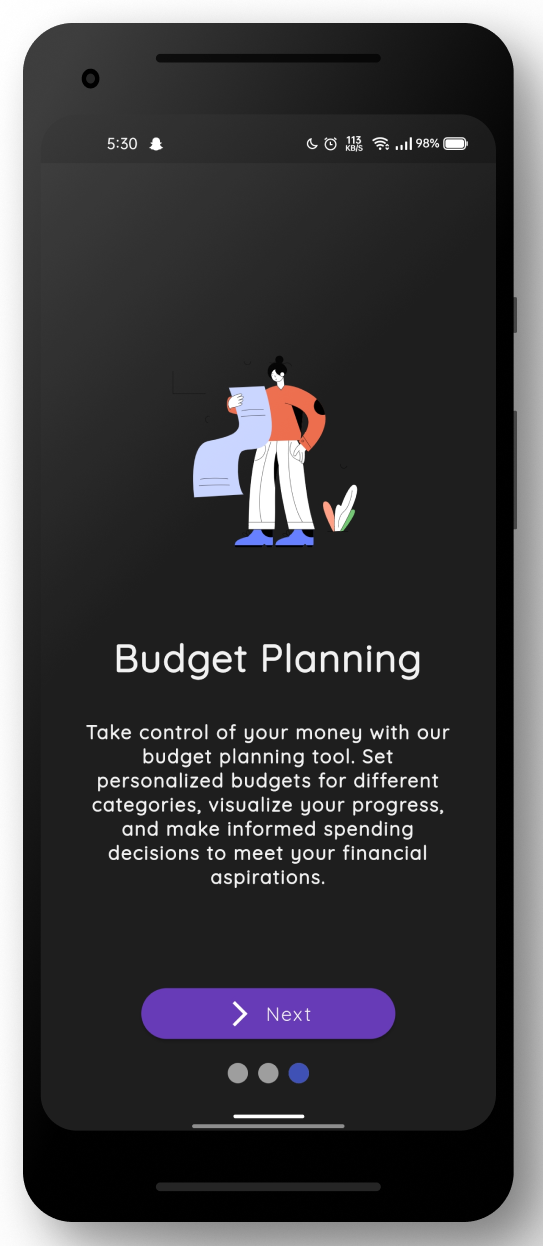 5:30 113 KB/S 98%
Budget Planning
Take control of your money with our
budget planning tool. Set
personalized budgets for different
categories, visualize your progress,
and make informed spending
decisions to meet your financial
aspirations.
Next